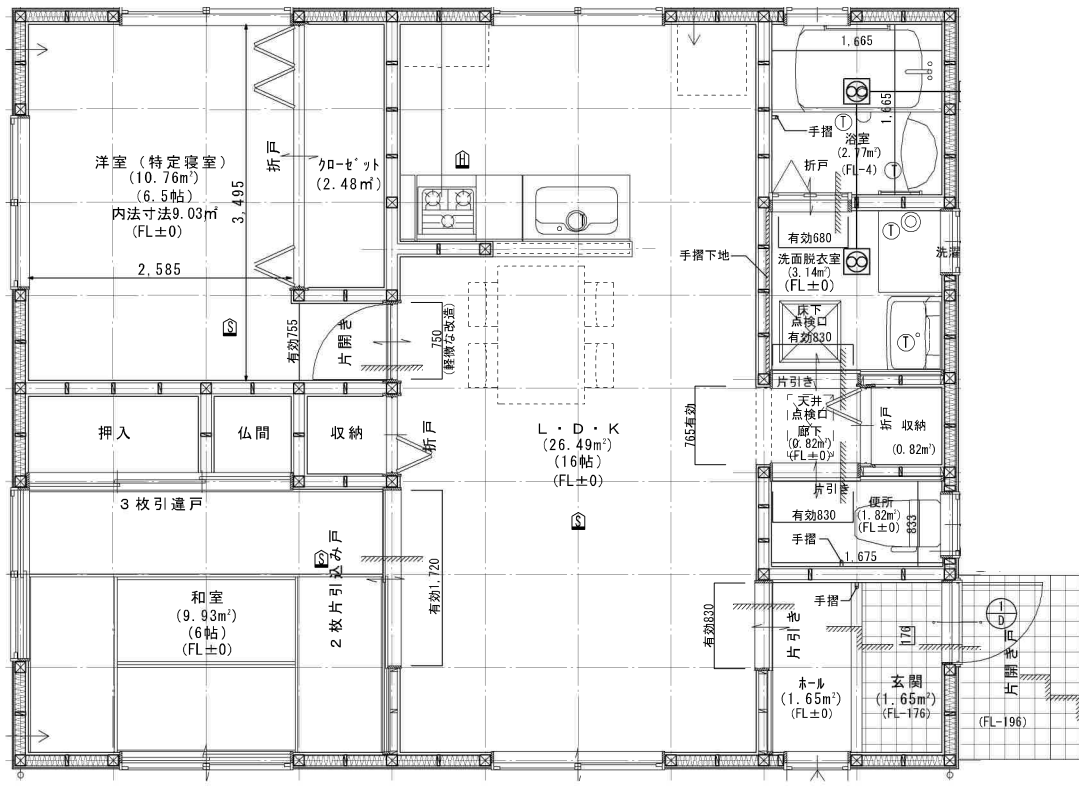 洋室（特定寝室）
(10.76㎡)
(6.5帖)
内法寸法9.03㎡
(FL±0)
3,495
2,585
折戸
ｸﾛｰｾﾞｯﾄ
(2.48㎡)
H
S
有効755
片開き
750
(軽微な改造)
押入
仏間
収納
折戸
3枚引違戸
S
2枚片引込み戸
有効1,720
和室
(9.93㎡)
(6帖)
(FL±0)
L・D・K
(26.49㎡)
(16帖)
(FL±0)
S
手摺下地
765有効
1,665
1,665
手摺
T
浴室
(2.77㎡)
(FL-4)
T
折戸
有効680
T
洗濯
洗面脱衣室
(3.14㎡)
(FL±0)
床下
点検口
有効830
T
片引き
天井
点検口
廊下
(0.82㎡)
(FL±0)
折戸
収納
(0.82㎡)
片引き
有効830
便所
(1.82㎡)
(FL±0)
833
手摺
1,675
有効830
片引き
手摺
176
1
D
片開き戸
ﾎｰﾙ
(1.65㎡)
(FL±0)
玄関
(1.65㎡)
(FL-176)
(FL-196)